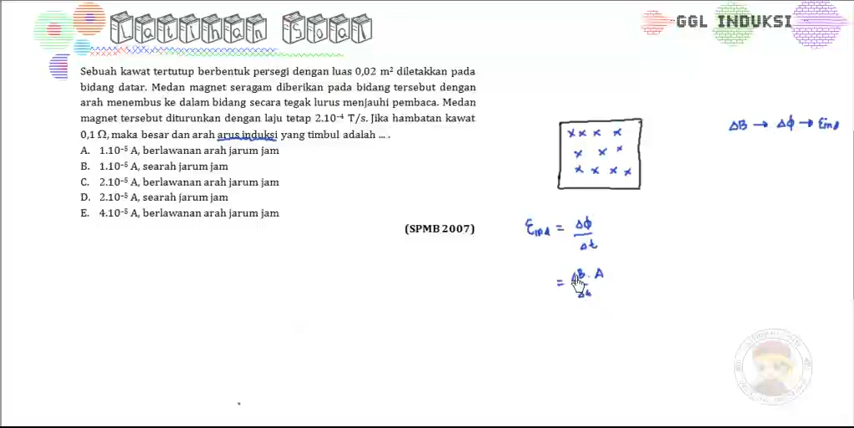 Latihan Soal
GGL INDUKSI
Sebuah kawat tertutup berbentuk persegi dengan luas 0,02 m² diletakkan pada
bidang datar. Medan magnet seragam diberikan pada bidang tersebut dengan
arah menembus ke dalam bidang secara tegak lurus menjauhi pembaca. Medan
magnet tersebut diturunkan dengan laju tetap 2.10⁻⁴ T/s. Jika hambatan kawat
0,1 Ω, maka besar dan arah arus induksi yang timbul adalah ... .
A. 1.10⁻⁵ A, berlawanan arah jarum jam
B. 1.10⁻⁵ A, searah jarum jam
C. 2.10⁻⁵ A, berlawanan arah jarum jam
D. 2.10⁻⁵ A, searah jarum jam
E. 4.10⁻⁵ A, berlawanan arah jarum jam
(SPMB 2007)
x x x x
x x x
x x x x
ΔB → Δϕ → Eind
Eind = Δϕ
Δt
= ΔB . A
Δt